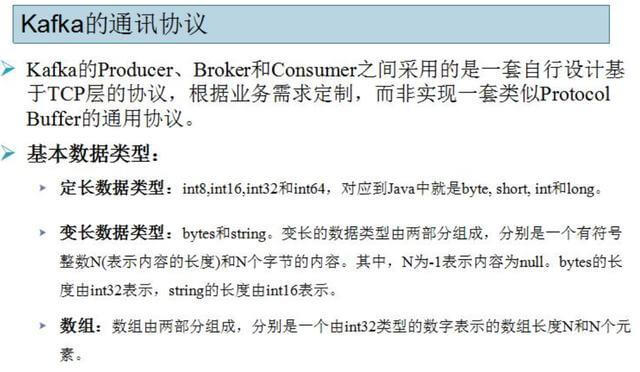 Kafka的通讯协议
Kafka的Producer、Broker和Consumer之间采用的是一套自行设计基
于TCP层的协议，根据业务需求定制，而非实现一套类似Protocol
Buffer的通用协议。
基本数据类型：
定长数据类型：int8,int16,int32和int64，对应到Java中就是byte, short, int和long。
变长数据类型：bytes和string。变长的数据类型由两部分组成，分别是一个有符号
整数N(表示内容的长度)和N个字节的内容。其中，N为-1表示内容为null。bytes的长
度由int32表示，string的长度由int16表示。
数组：数组由两部分组成，分别是一个由int32类型的数字表示的数组长度N和N个元
素。